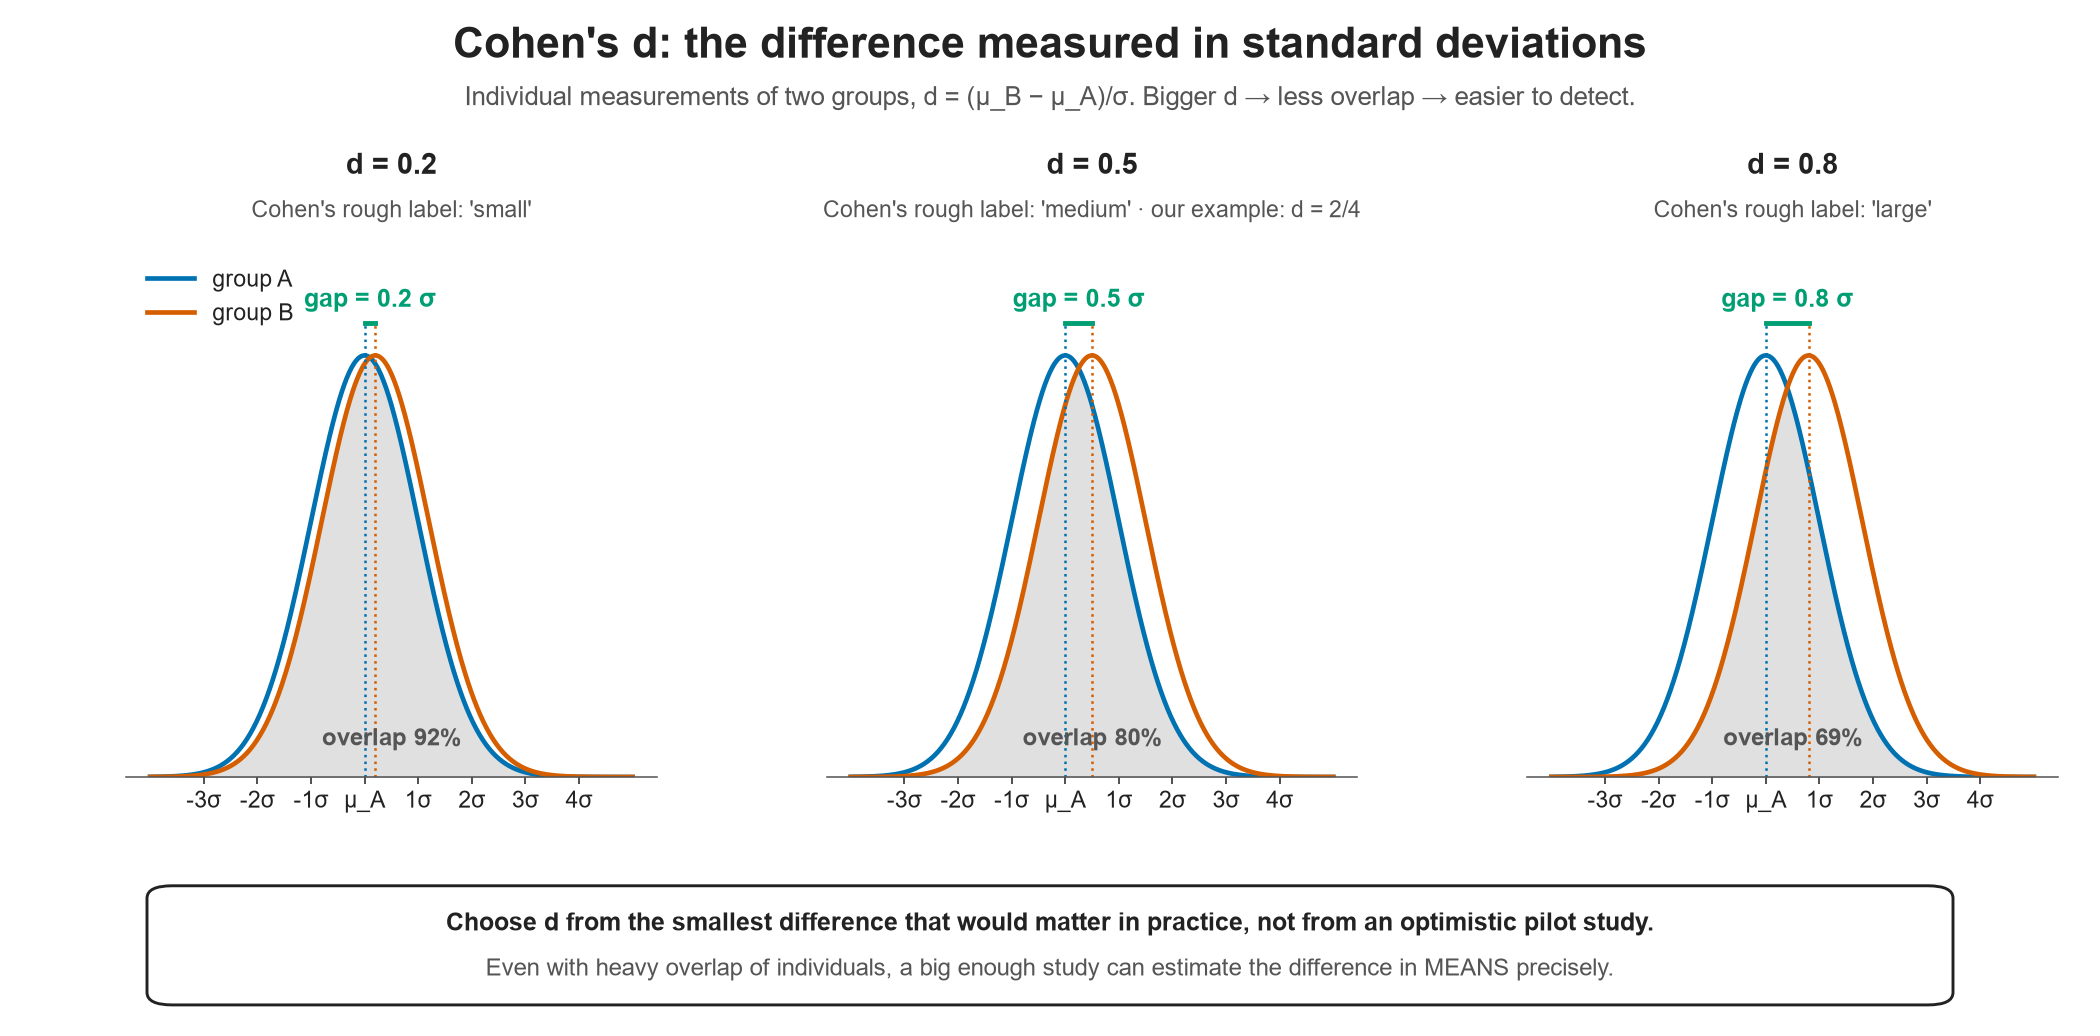 Cohen's d: the difference measured in standard deviations
Individual measurements of two groups, d = (μ_B − μ_A)/σ. Bigger d → less overlap → easier to detect.
d = 0.2
Cohen's rough label: 'small'
group A
group B
gap = 0.2 σ
overlap 92%
-3σ -2σ -1σ μ_A 1σ 2σ 3σ 4σ
d = 0.5
Cohen's rough label: 'medium' · our example: d = 2/4
gap = 0.5 σ
overlap 80%
-3σ -2σ -1σ μ_A 1σ 2σ 3σ 4σ
d = 0.8
Cohen's rough label: 'large'
gap = 0.8 σ
overlap 69%
-3σ -2σ -1σ μ_A 1σ 2σ 3σ 4σ
Choose d from the smallest difference that would matter in practice, not from an optimistic pilot study.
Even with heavy overlap of individuals, a big enough study can estimate the difference in MEANS precisely.